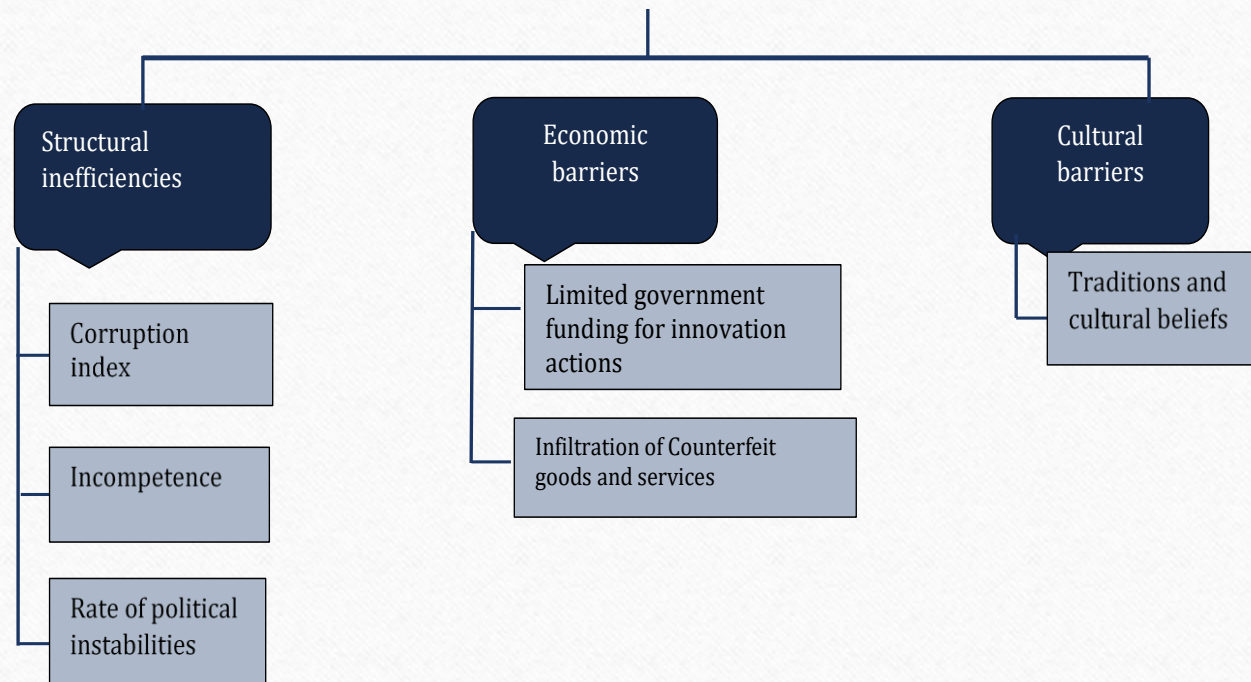 Structural
inefficiencies
Corruption
index
Incompetence
Rate of political
instabilities
Economic
barriers
Limited government
funding for innovation
actions
Infiltration of Counterfeit
goods and services
Cultural
barriers
Traditions and
cultural beliefs